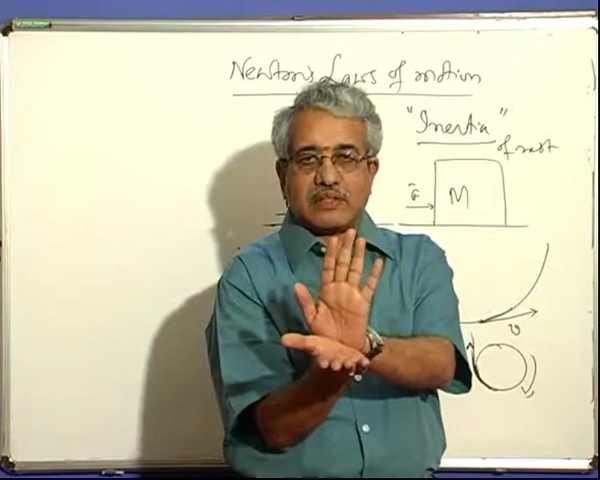 Newton's Laws of motion
"Inertia"
of rest
F
M
v